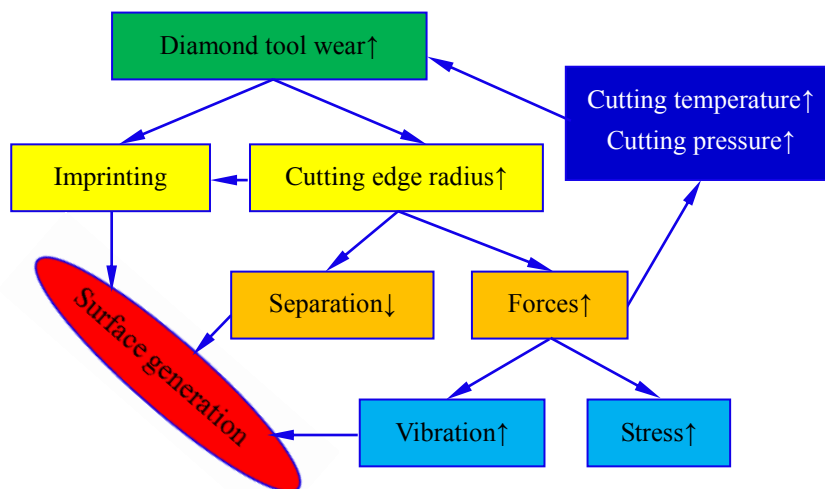 Diamond tool wear↑
Cutting temperature↑
Cutting pressure↑
Imprinting
Cutting edge radius↑
Separation↓
Forces↑
Surface generation
Vibration↑
Stress↑